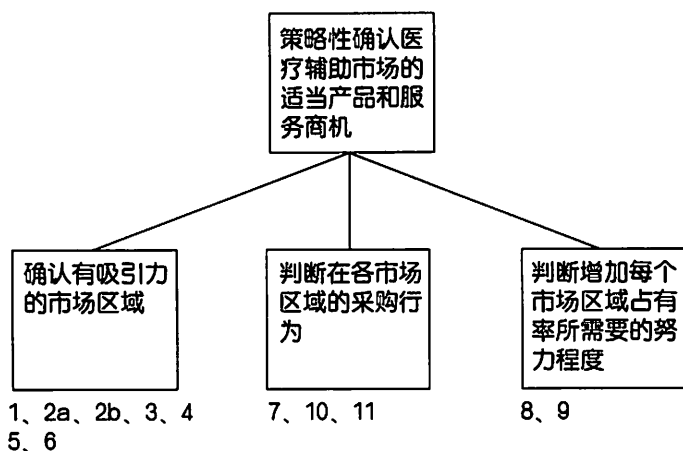 策略性确认医
疗辅助市场的
适当产品和服
务商机
确认有吸引力
的市场区域
判断在各市场
区域的采购行
为
判断增加每个
市场区域占有
率所需要的努
力程度
1、2a、2b、3、4
5、6
7、10、11
8、9